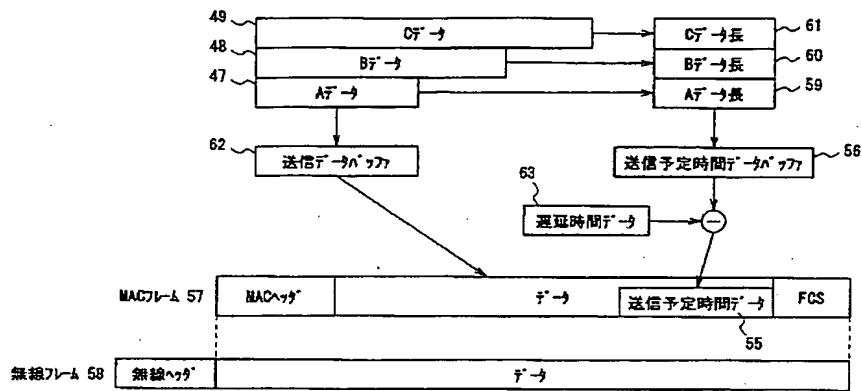 49
Cデータ
Cデータ長
61
48
Bデータ
Bデータ長
60
47
Aデータ
Aデータ長
59
62
送信データバッファ
送信予定時間データバッファ
56
63
遅延時間データ
MACフレーム 57
MACヘッダ
データ
送信予定時間データ
FCS
55
無線フレーム 58
無線ヘッダ
データ